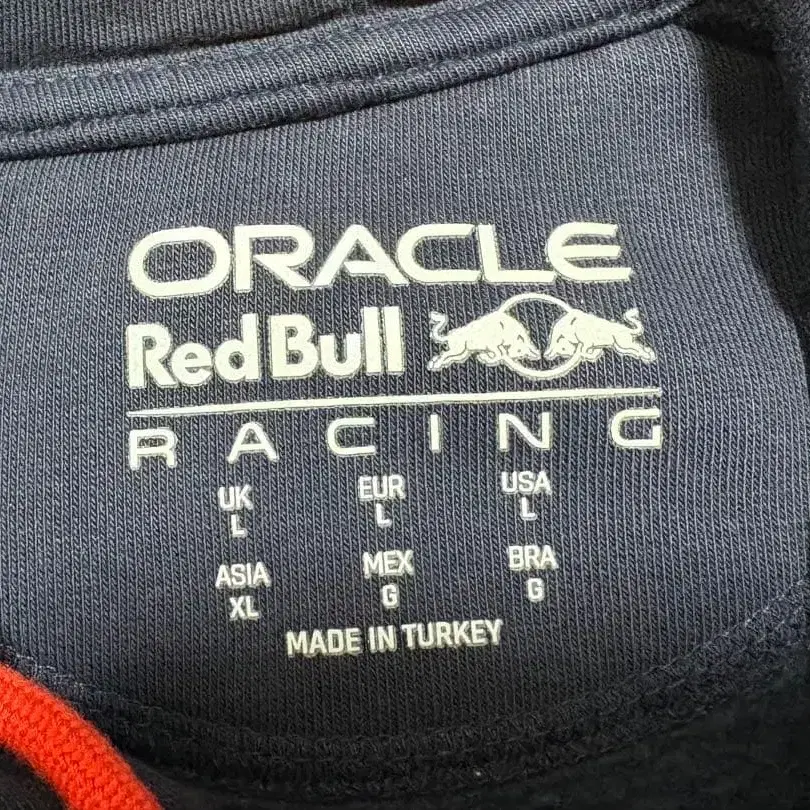 ORACLE
Red Bull
RACING
UK EUR USA
L L L
ASIA MEX BRA
XL G G
MADE IN TURKEY